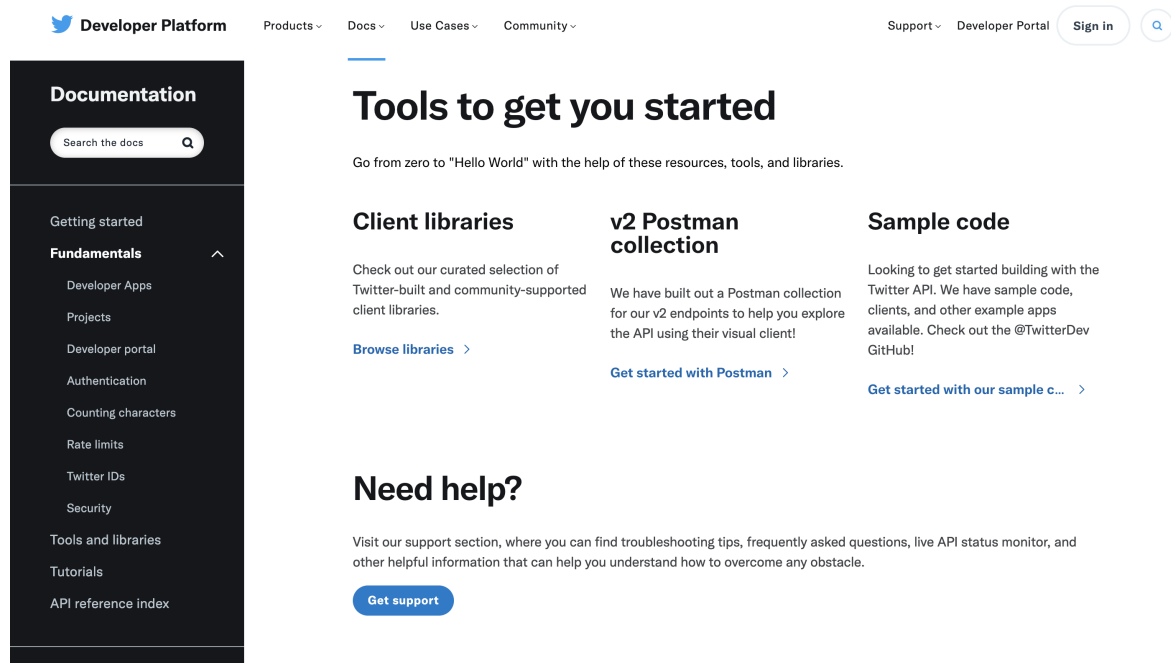 Developer Platform
Products
Docs
Use Cases
Community
Support
Developer Portal
Sign in
Documentation
Search the docs
Getting started
Fundamentals
Developer Apps
Projects
Developer portal
Authentication
Counting characters
Rate limits
Twitter IDs
Security
Tools and libraries
Tutorials
API reference index
Tools to get you started
Go from zero to "Hello World" with the help of these resources, tools, and libraries.
Client libraries
Check out our curated selection of
Twitter-built and community-supported
client libraries.
Browse libraries
v2 Postman
collection
We have built out a Postman collection
for our v2 endpoints to help you explore
the API using their visual client!
Get started with Postman
Sample code
Looking to get started building with the
Twitter API. We have sample code,
clients, and other example apps
available. Check out the @TwitterDev
GitHub!
Get started with our sample c...
Need help?
Visit our support section, where you can find troubleshooting tips, frequently asked questions, live API status monitor, and
other helpful information that can help you understand how to overcome any obstacle.
Get support